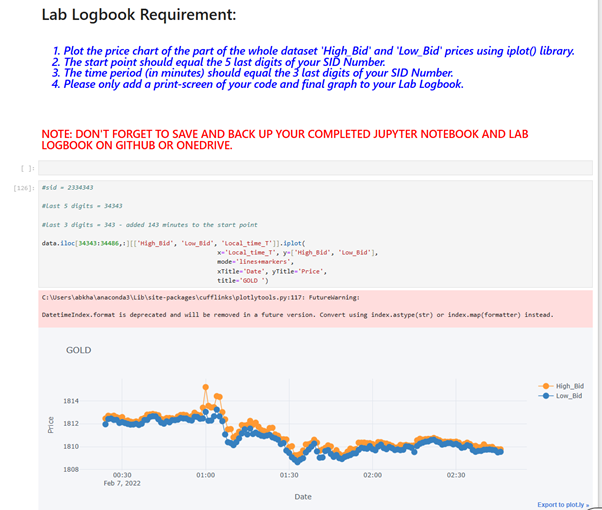 Lab Logbook Requirement:
1. Plot the price chart of the part of the whole dataset 'High_Bid' and 'Low_Bid' prices using iplot() library.
2. The start point should equal the 5 last digits of your SID Number.
3. The time period (in minutes) should equal the 3 last digits of your SID Number.
4. Please only add a print-screen of your code and final graph to your Lab Logbook.
NOTE: DON'T FORGET TO SAVE AND BACK UP YOUR COMPLETED JUPYTER NOTEBOOK AND LAB
LOGBOOK ON GITHUB OR ONEDRIVE.
[ ]:
[126]:
#sid = 2334343
#last 5 digits = 34343
#last 3 digits = 343 - added 143 minutes to the start point
data.iloc[34343:34486,:][['High_Bid', 'Low_Bid', 'Local_time_T']].iplot(
x='Local_time_T', y=['High_Bid', 'Low_Bid'],
mode='lines+markers',
xTitle='Date', yTitle='Price',
title='GOLD ')
C:\Users\abkha\anaconda3\Lib\site-packages\cufflinks\plotlytools.py:117: FutureWarning:
DatetimeIndex.format is deprecated and will be removed in a future version. Convert using index.astype(str) or index.map(formatter) instead.
GOLD
High_Bid
Low_Bid
Price
1814
1812
1810
1808
00:30 01:00 01:30 02:00 02:30
Feb 7, 2022
Date
Export to plot.ly »